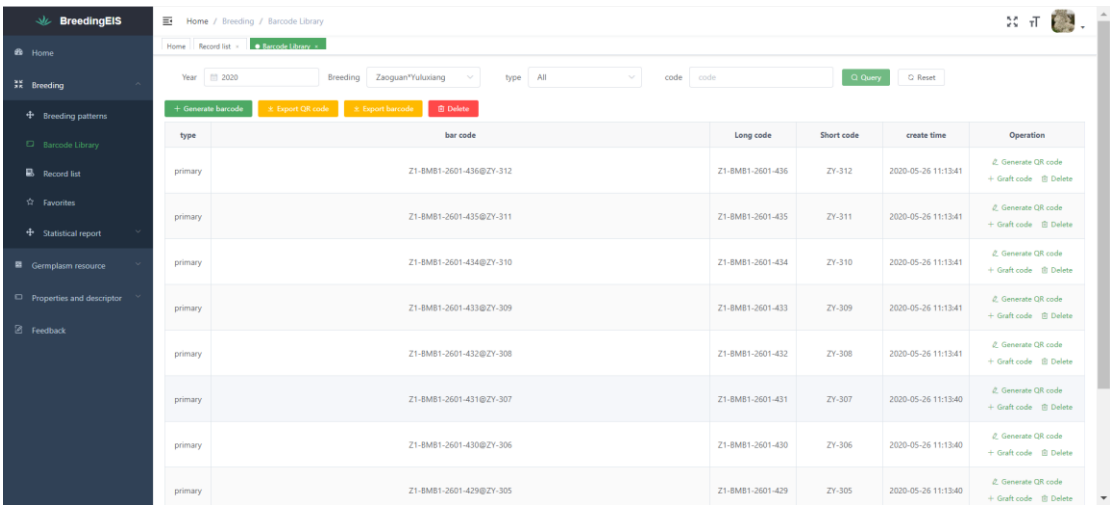 BreedingEIS
Home / Breeding / Barcode Library
Home Record list × Barcode Library ×
Home
Breeding
Breeding patterns
Barcode Library
Record list
Favorites
Statistical report
Germplasm resource
Properties and descriptor
Feedback
Year 2020 Breeding Zaoguan*Yuluxiang type All code code Query Reset
+ Generate barcode Export QR code Export barcode Delete
type bar code Long code Short code create time Operation
primary Z1-BMB1-2601-436@ZY-312 Z1-BMB1-2601-436 ZY-312 2020-05-26 11:13:41 Generate QR code
+ Graft code Delete
primary Z1-BMB1-2601-435@ZY-311 Z1-BMB1-2601-435 ZY-311 2020-05-26 11:13:41 Generate QR code
+ Graft code Delete
primary Z1-BMB1-2601-434@ZY-310 Z1-BMB1-2601-434 ZY-310 2020-05-26 11:13:41 Generate QR code
+ Graft code Delete
primary Z1-BMB1-2601-433@ZY-309 Z1-BMB1-2601-433 ZY-309 2020-05-26 11:13:41 Generate QR code
+ Graft code Delete
primary Z1-BMB1-2601-432@ZY-308 Z1-BMB1-2601-432 ZY-308 2020-05-26 11:13:41 Generate QR code
+ Graft code Delete
primary Z1-BMB1-2601-431@ZY-307 Z1-BMB1-2601-431 ZY-307 2020-05-26 11:13:40 Generate QR code
+ Graft code Delete
primary Z1-BMB1-2601-430@ZY-306 Z1-BMB1-2601-430 ZY-306 2020-05-26 11:13:40 Generate QR code
+ Graft code Delete
primary Z1-BMB1-2601-429@ZY-305 Z1-BMB1-2601-429 ZY-305 2020-05-26 11:13:40 Generate QR code
+ Graft code Delete